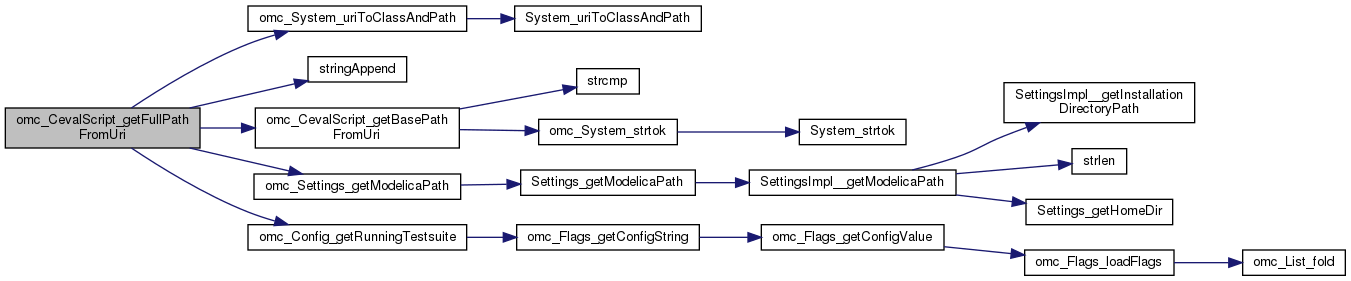 omc_System_uriToClassAndPath
System_uriToClassAndPath
stringAppend
strcmp
omc_CevalScript_getFullPath
FromUri
omc_CevalScript_getBasePath
FromUri
omc_System_strtok
System_strtok
SettingsImpl__getInstallation
DirectoryPath
strlen
omc_Settings_getModelicaPath
Settings_getModelicaPath
SettingsImpl__getModelicaPath
Settings_getHomeDir
omc_Config_getRunningTestsuite
omc_Flags_getConfigString
omc_Flags_getConfigValue
omc_Flags_loadFlags
omc_List_fold